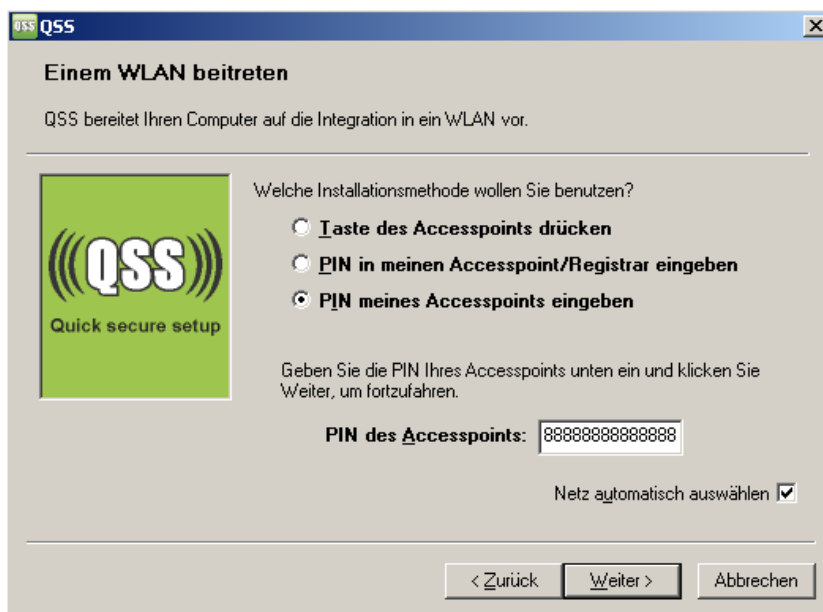 QSS QSS
Einem WLAN beitreten
QSS bereitet Ihren Computer auf die Integration in ein WLAN vor.
Welche Installationsmethode wollen Sie benutzen?
Taste des Accesspoints drücken
PIN in meinen Accesspoint/Registrar eingeben
PIN meines Accesspoints eingeben
(((QSS)))
Quick secure setup
Geben Sie die PIN Ihres Accesspoints unten ein und klicken Sie
Weiter, um fortzufahren.
PIN des Accesspoints: 88888888888888
Netz automatisch auswählen
< Zurück Weiter > Abbrechen